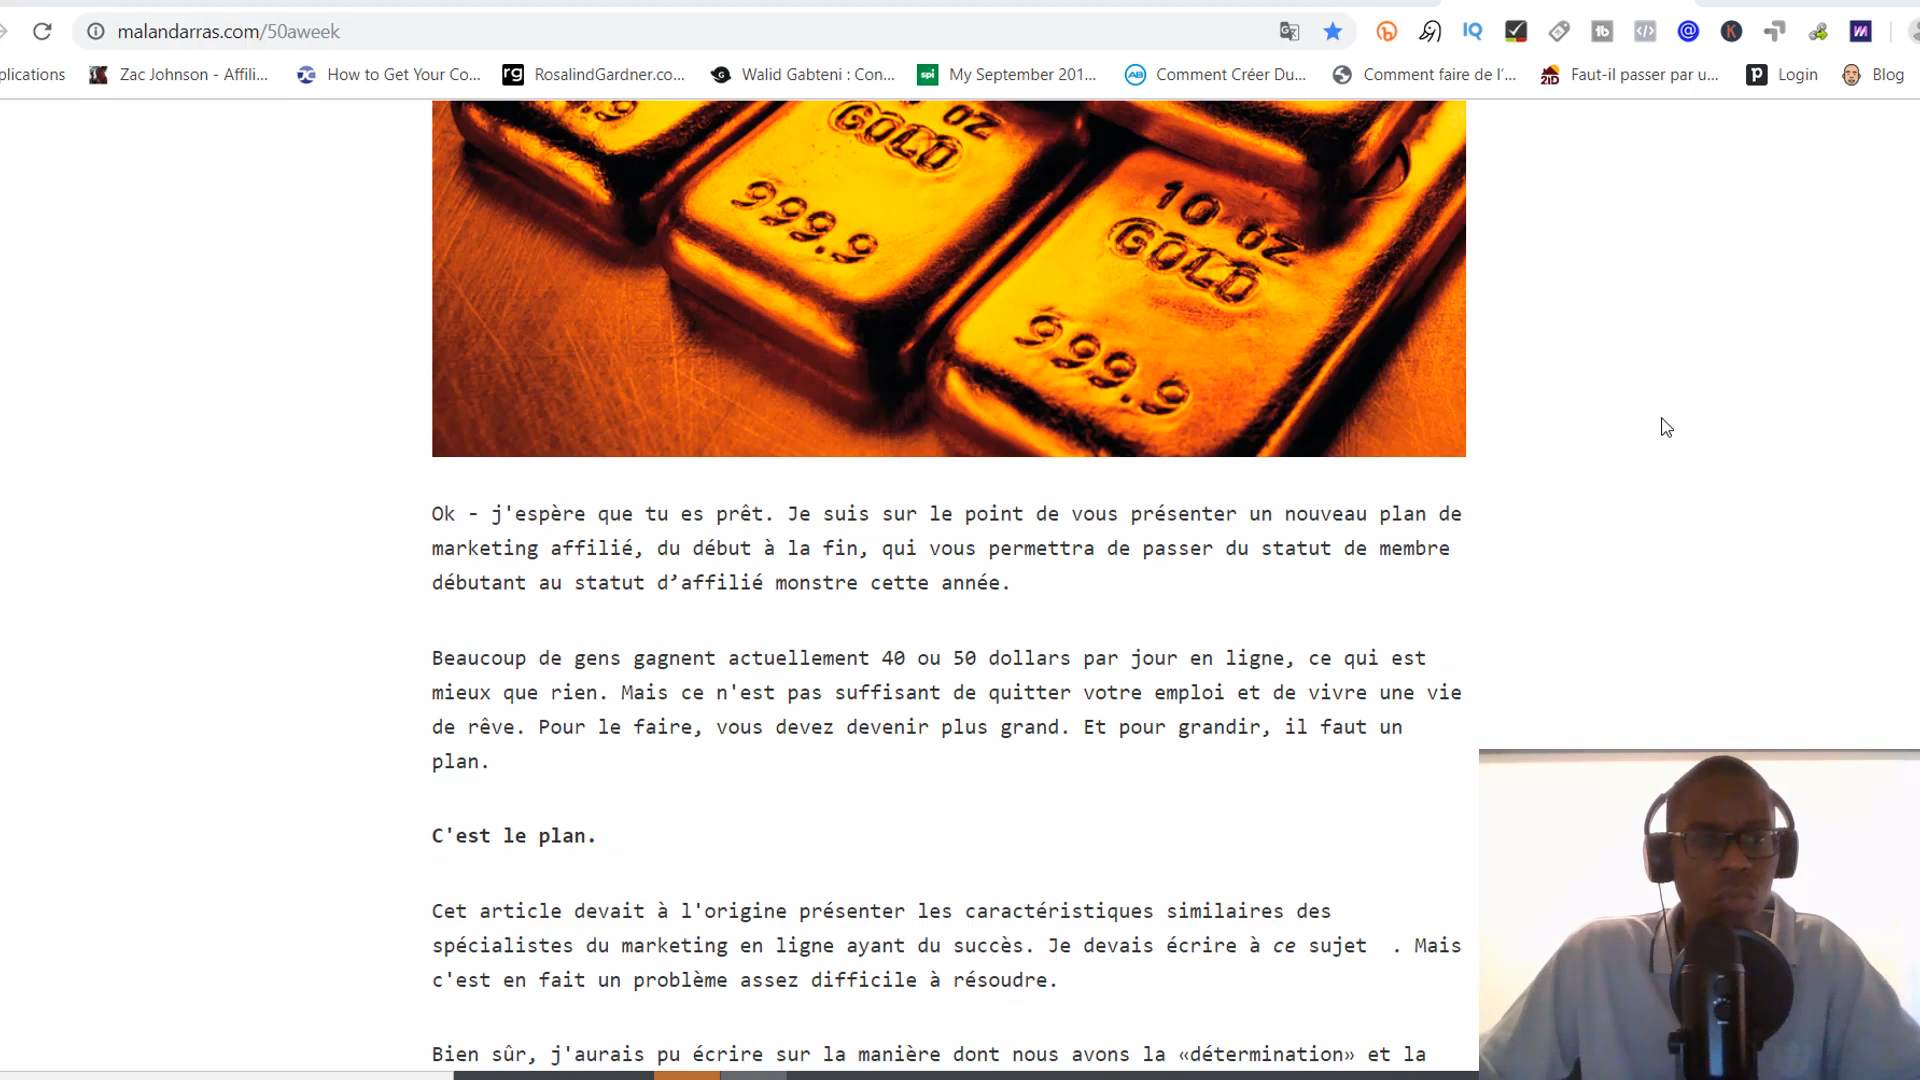 malandarras.com/50aweek
plications
Zac Johnson - Affili...
How to Get Your Co...
RosalindGardner.co...
Walid Gabteni : Con...
My September 201...
Comment Créer Du...
Comment faire de l'...
Faut-il passer par u...
Login
Blog
OZ
GOLD
999.9
10 OZ
GOLD
999.9
Ok - j'espère que tu es prêt. Je suis sur le point de vous présenter un nouveau plan de
marketing affilié, du début à la fin, qui vous permettra de passer du statut de membre
débutant au statut d’affilié monstre cette année.
Beaucoup de gens gagnent actuellement 40 ou 50 dollars par jour en ligne, ce qui est
mieux que rien. Mais ce n'est pas suffisant de quitter votre emploi et de vivre une vie
de rêve. Pour le faire, vous devez devenir plus grand. Et pour grandir, il faut un
plan.
C'est le plan.
Cet article devait à l'origine présenter les caractéristiques similaires des
spécialistes du marketing en ligne ayant du succès. Je devais écrire à ce sujet . Mais
c'est en fait un problème assez difficile à résoudre.
Bien sûr, j'aurais pu écrire sur la manière dont nous avons la «détermination» et la